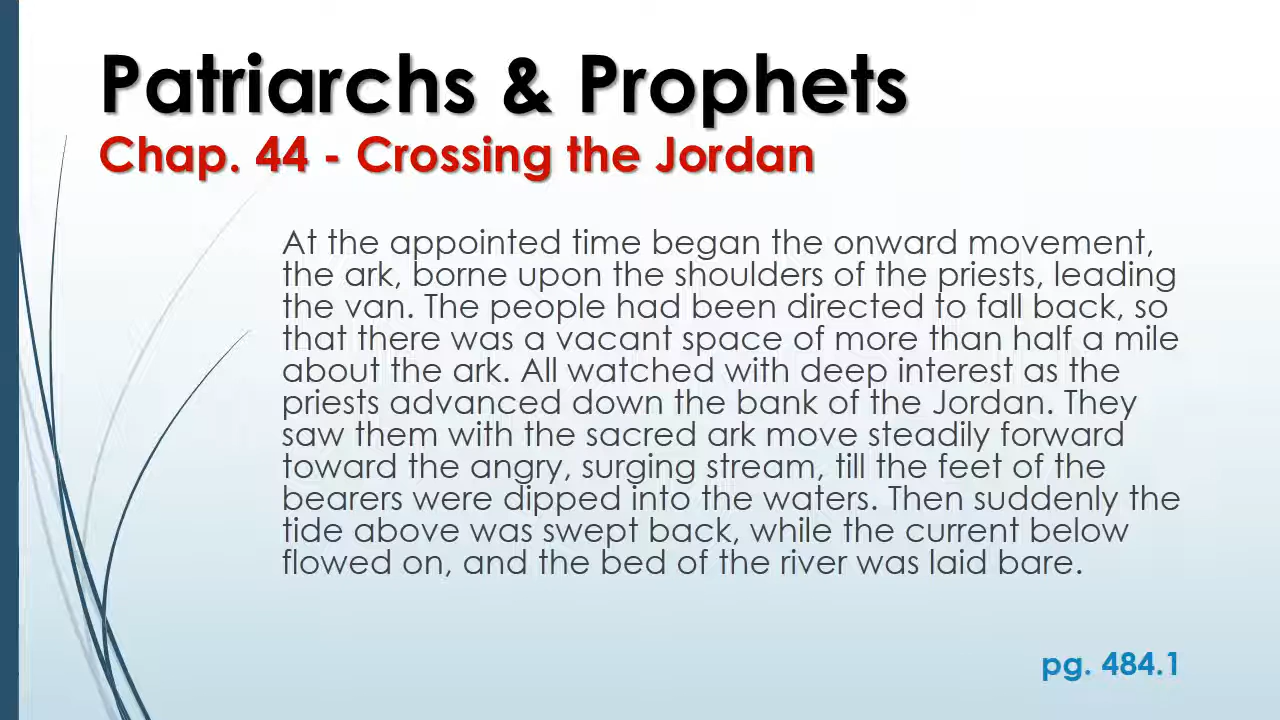 Patriarchs & Prophets
Chap. 44 - Crossing the Jordan
At the appointed time began the onward movement,
the ark, borne upon the shoulders of the priests, leading
the van. The people had been directed to fall back, so
that there was a vacant space of more than half a mile
about the ark. All watched with deep interest as the
priests advanced down the bank of the Jordan. They
saw them with the sacred ark move steadily forward
toward the angry, surging stream, till the feet of the
bearers were dipped into the waters. Then suddenly the
tide above was swept back, while the current below
flowed on, and the bed of the river was laid bare.
pg. 484.1